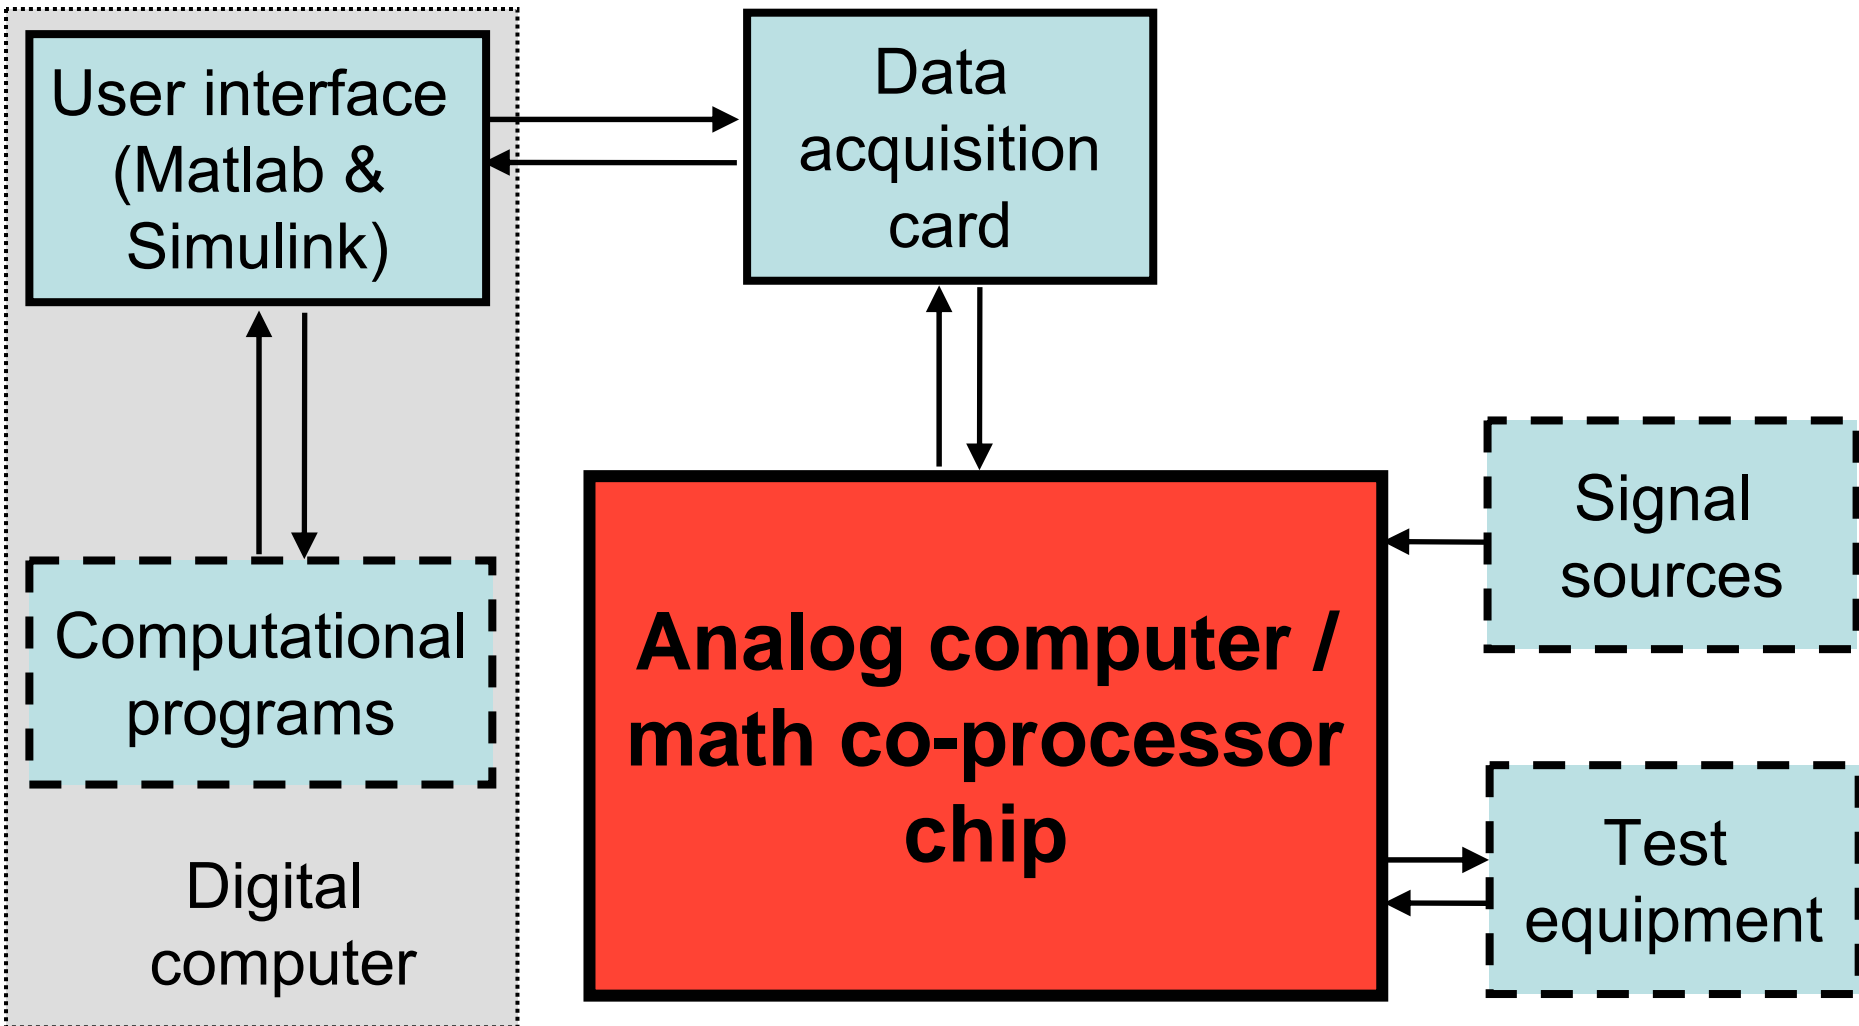 User interface
(Matlab &
Simulink)
Data
acquisition
card
Computational
programs
Digital
computer
Analog computer /
math co-processor
chip
Signal
sources
Test
equipment